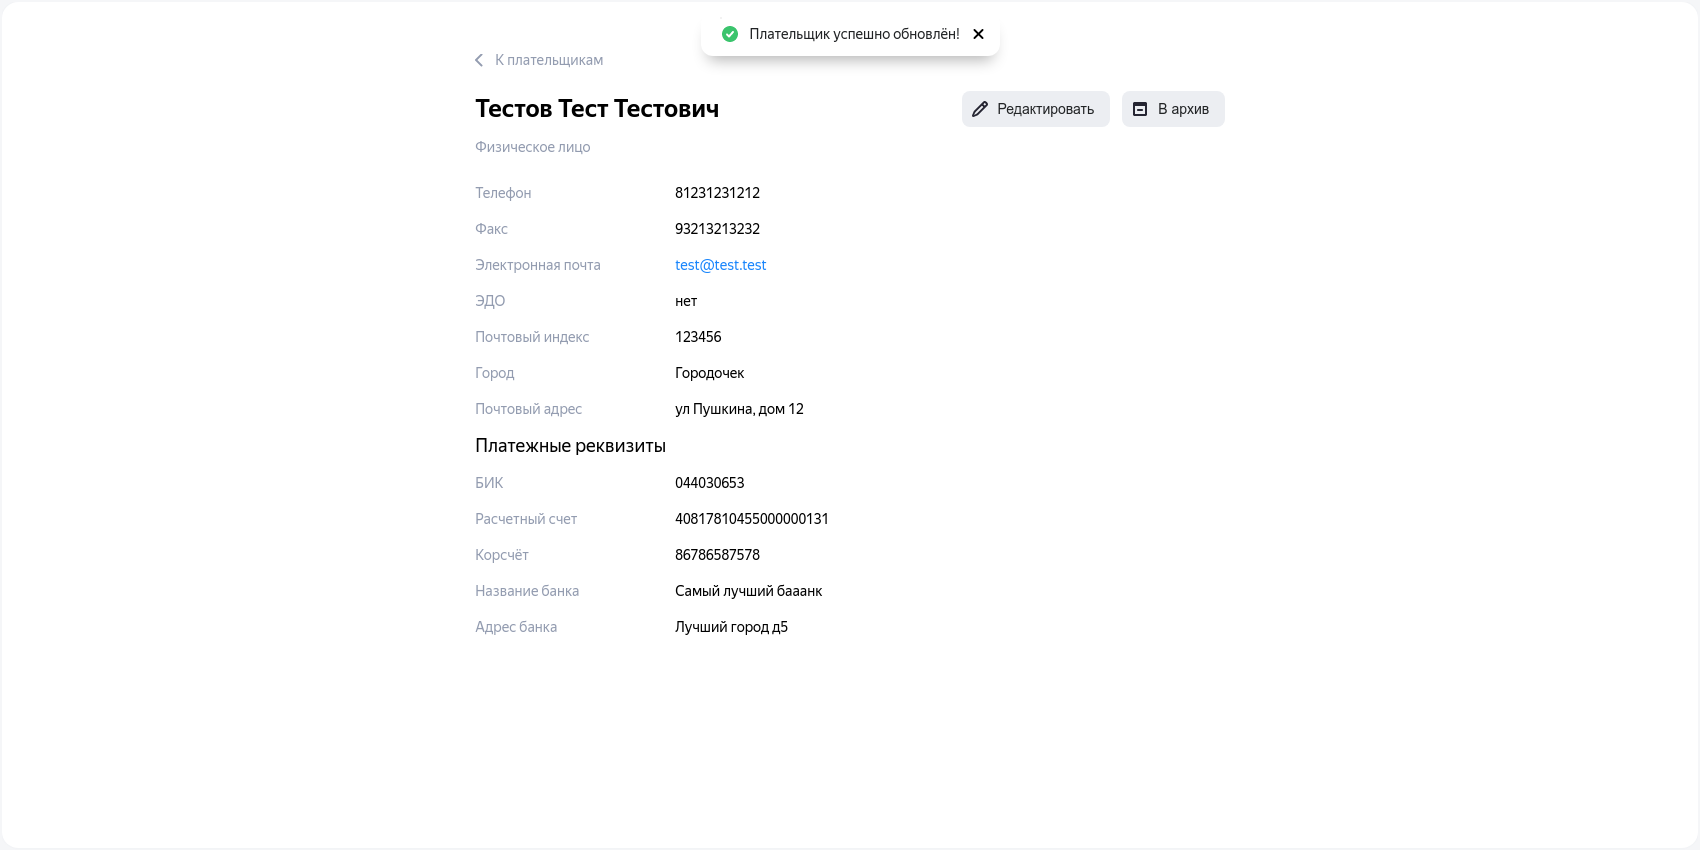 Плательщик успешно обновлён!
К плательщикам
Тестов Тест Тестович
Редактировать
В архив
Физическое лицо
Телефон 81231231212
Факс 93213213232
Электронная почта test@test.test
ЭДО нет
Почтовый индекс 123456
Город Городочек
Почтовый адрес ул Пушкина, дом 12
Платежные реквизиты
БИК 044030653
Расчетный счет 40817810455000000131
Корсчёт 86786587578
Название банка Самый лучший бааанк
Адрес банка Лучший город д5